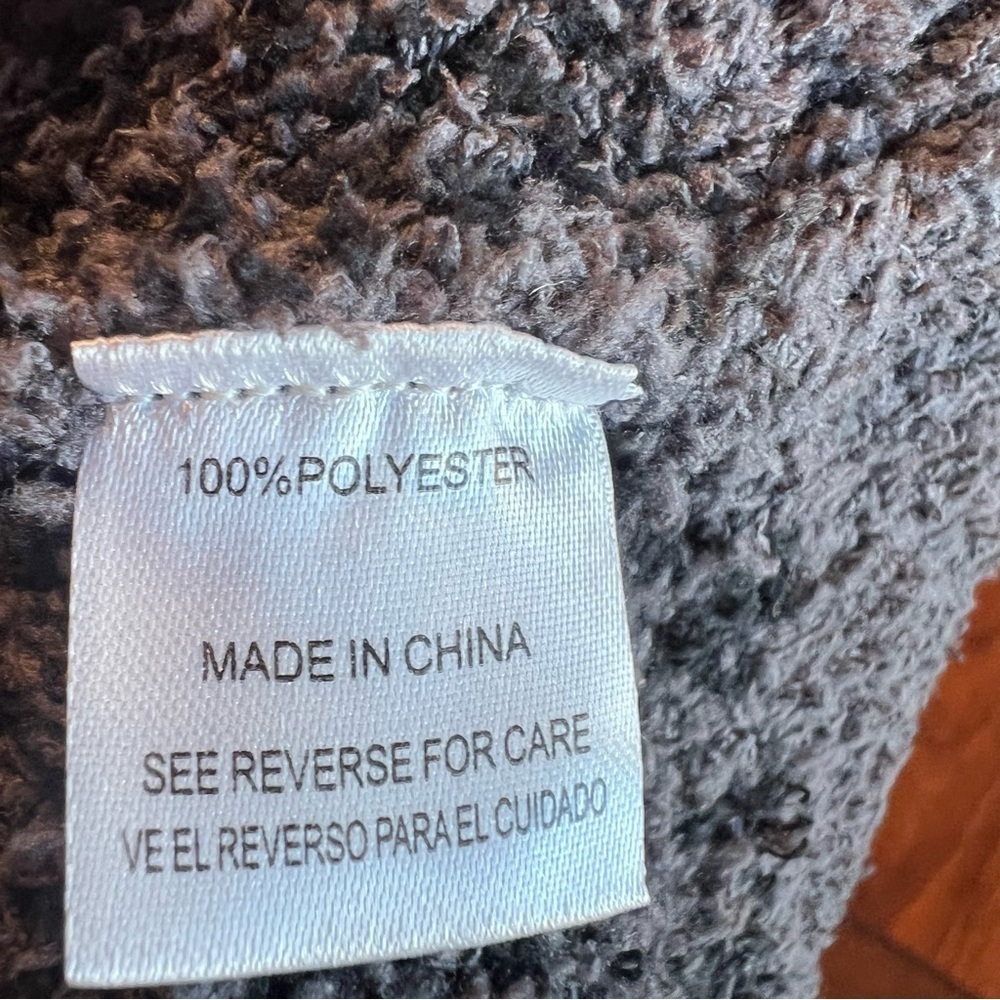 100%POLYESTER
MADE IN CHINA
SEE REVERSE FOR CARE
VE EL REVERSO PARA EL CUIDADO